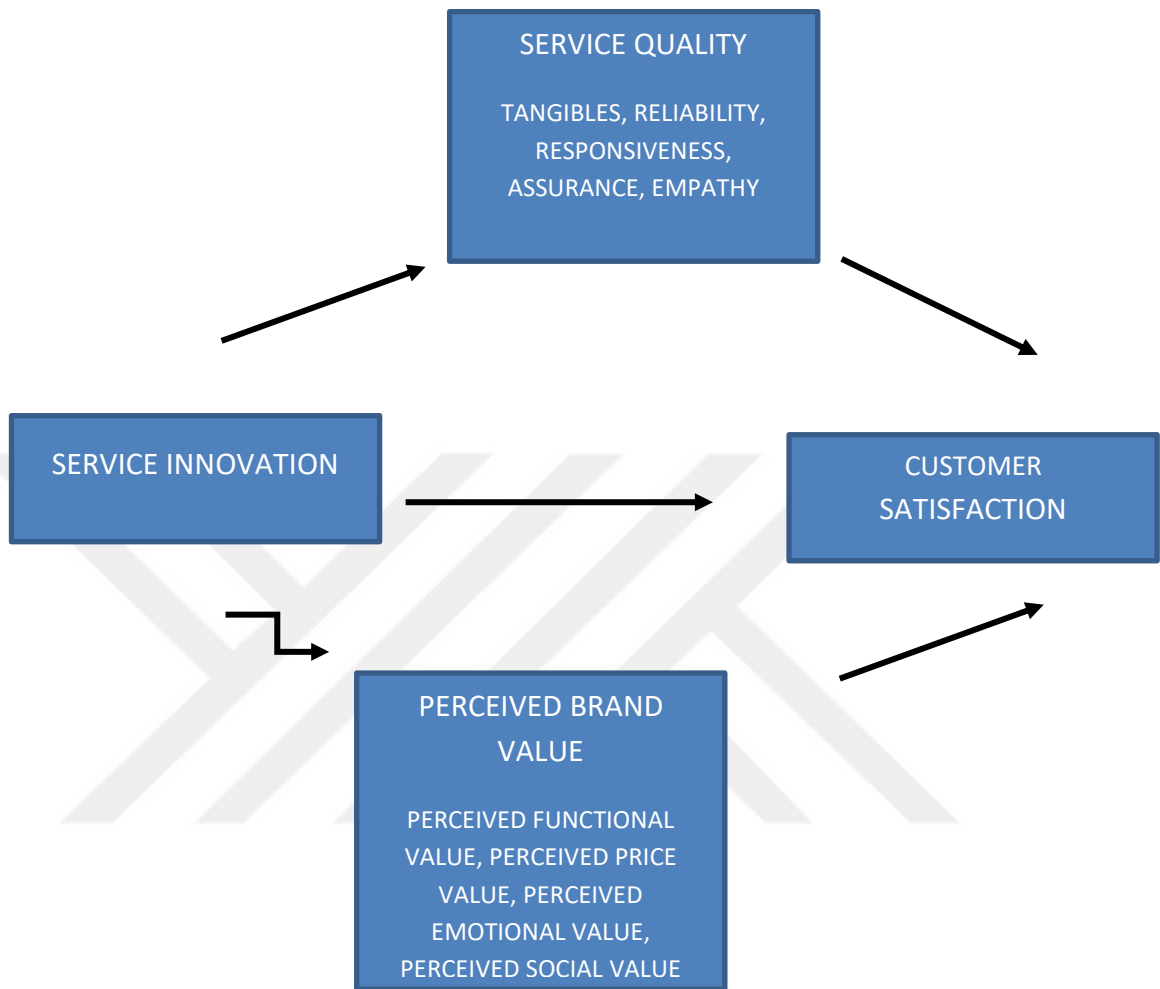 SERVICE QUALITY
TANGIBLES, RELIABILITY,
RESPONSIVENESS,
ASSURANCE, EMPATHY
SERVICE INNOVATION
CUSTOMER
SATISFACTION
PERCEIVED BRAND
VALUE
PERCEIVED FUNCTIONAL
VALUE, PERCEIVED PRICE
VALUE, PERCEIVED
EMOTIONAL VALUE,
PERCEIVED SOCIAL VALUE